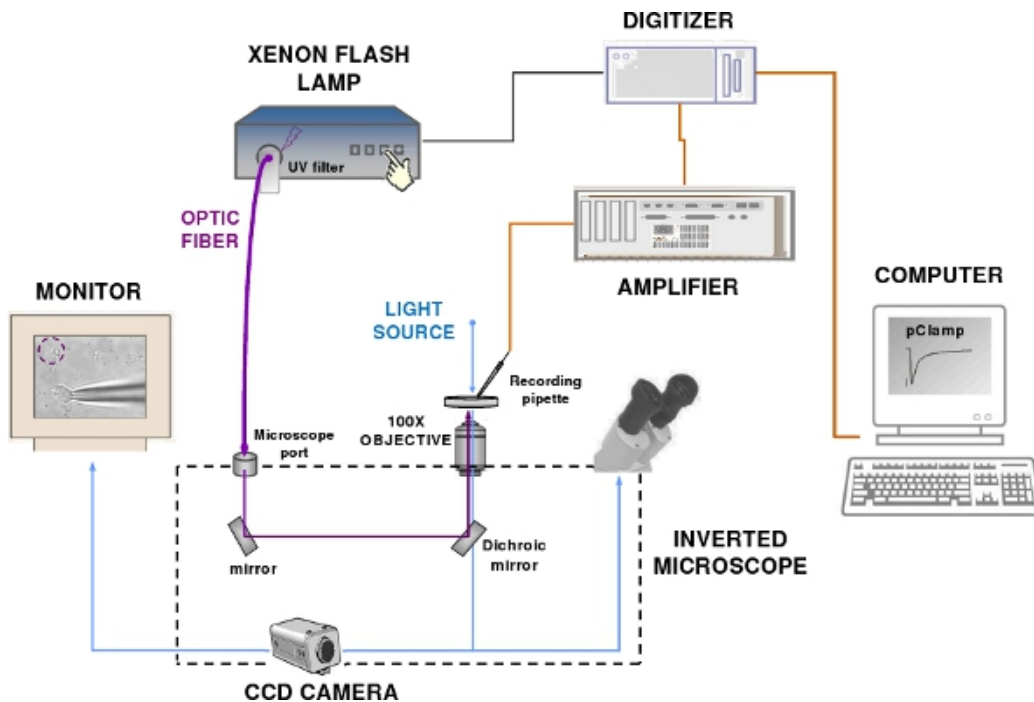 DIGITIZER
XENON FLASH
LAMP
UV filter
OPTIC
FIBER
AMPLIFIER
COMPUTER
pClamp
MONITOR
LIGHT
SOURCE
Recording
pipette
100X
OBJECTIVE
Microscope
port
mirror
Dichroic
mirror
INVERTED
MICROSCOPE
CCD CAMERA